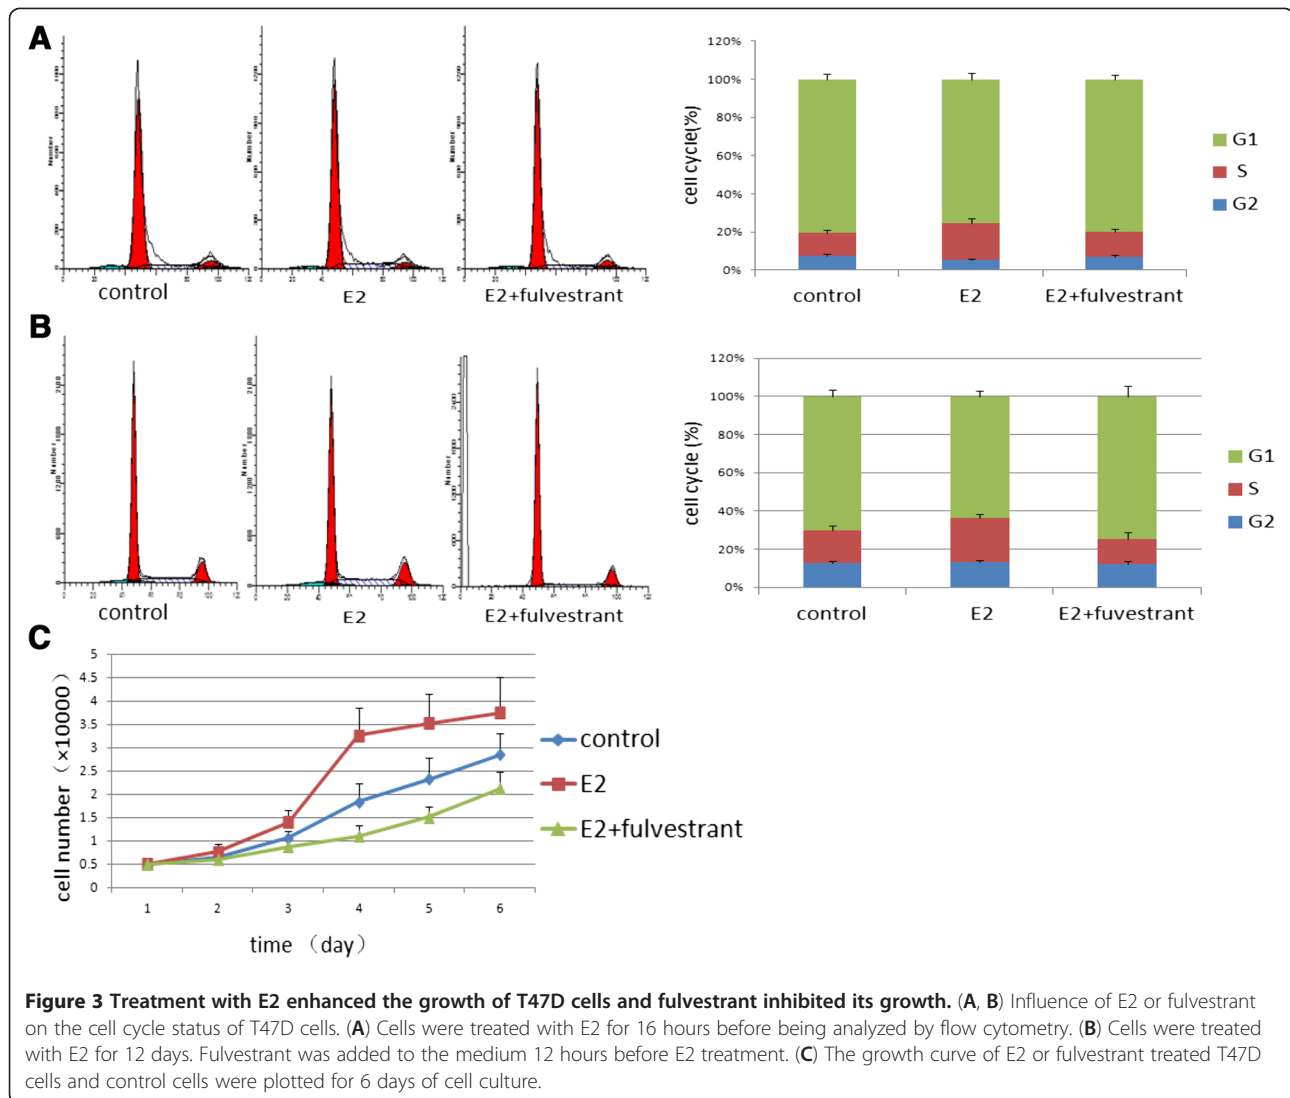 A
Number
control
Number
E2
Number
E2+fulvestrant
cell cycle(%)
120%
100%
80%
60%
40%
20%
0%
control
E2
E2+fulvestrant
G1
S
G2
B
Number
control
Number
E2
Number
E2+fulvestrant
cell cycle (%)
120%
100%
80%
60%
40%
20%
0%
control
E2
E2+fuvestrant
G1
S
G2
C
cell number（×10000）
5
4.5
4
3.5
3
2.5
2
1.5
1
0.5
0
1 2 3 4 5 6
time （day）
control
E2
E2+fulvestrant
Figure 3 Treatment with E2 enhanced the growth of T47D cells and fulvestrant inhibited its growth. (A, B) Influence of E2 or fulvestrant
on the cell cycle status of T47D cells. (A) Cells were treated with E2 for 16 hours before being analyzed by flow cytometry. (B) Cells were treated
with E2 for 12 days. Fulvestrant was added to the medium 12 hours before E2 treatment. (C) The growth curve of E2 or fulvestrant treated T47D
cells and control cells were plotted for 6 days of cell culture.